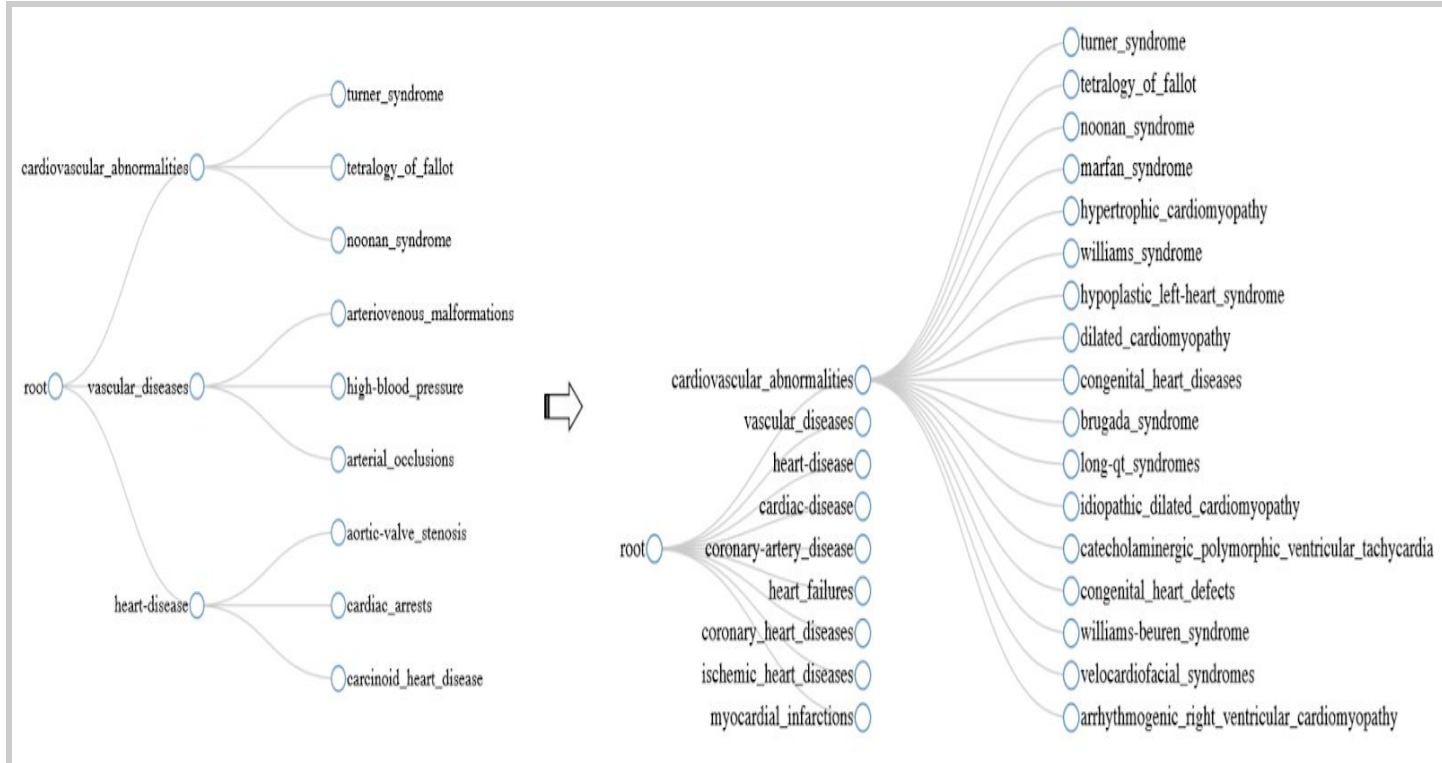 turner_syndrome
cardiovascular_abnormalities
tetralogy_of_fallot
noonan_syndrome
arteriovenous_malformations
root
vascular_diseases
high-blood_pressure
arterial_occlusions
aortic-valve_stenosis
heart-disease
cardiac_arrests
carcinoid_heart_disease
turner_syndrome
tetralogy_of_fallot
noonan_syndrome
marfan_syndrome
hypertrophic_cardiomyopathy
williams_syndrome
hypoplastic_left-heart_syndrome
dilated_cardiomyopathy
cardiovascular_abnormalities
congenital_heart_diseases
vascular_diseases
brugada_syndrome
heart-disease
long-qt_syndromes
cardiac-disease
idiopathic_dilated_cardiomyopathy
root
coronary-artery_disease
catecholaminergic_polymorphic_ventricular_tachycardia
heart_failures
congenital_heart_defects
coronary_heart_diseases
williams-beuren_syndrome
ischemic_heart_diseases
velocardiofacial_syndromes
myocardial_infarctions
arrhythmogenic_right_ventricular_cardiomyopathy